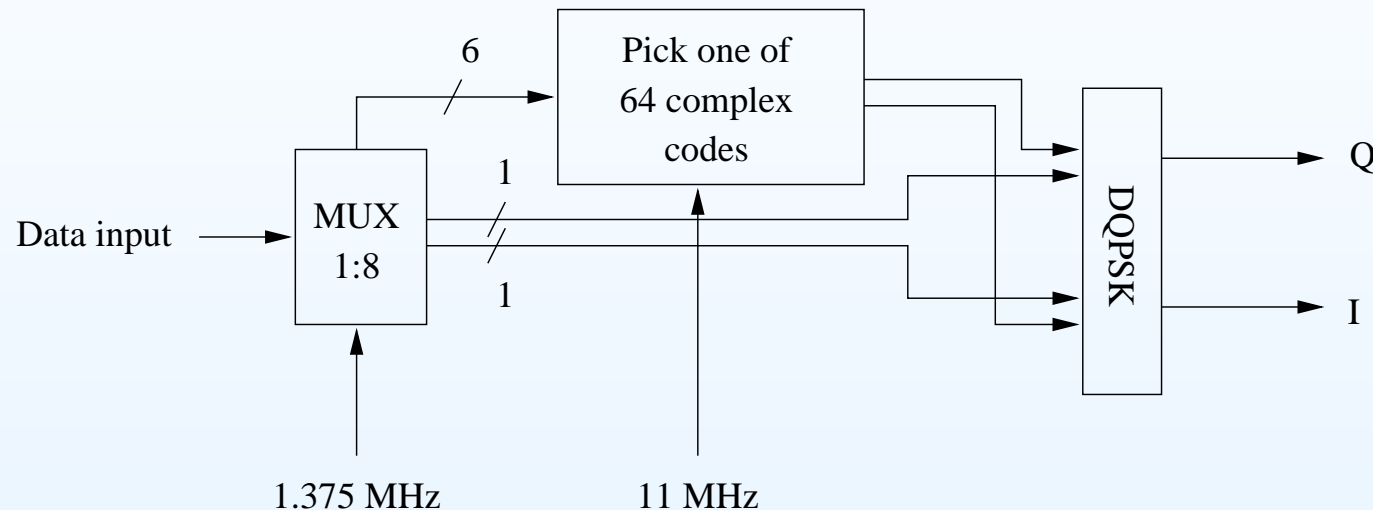 6
Pick one of
64 complex
codes
1
MUX
1:8
Data input
1
DQPSK
Q
I
1.375 MHz
11 MHz